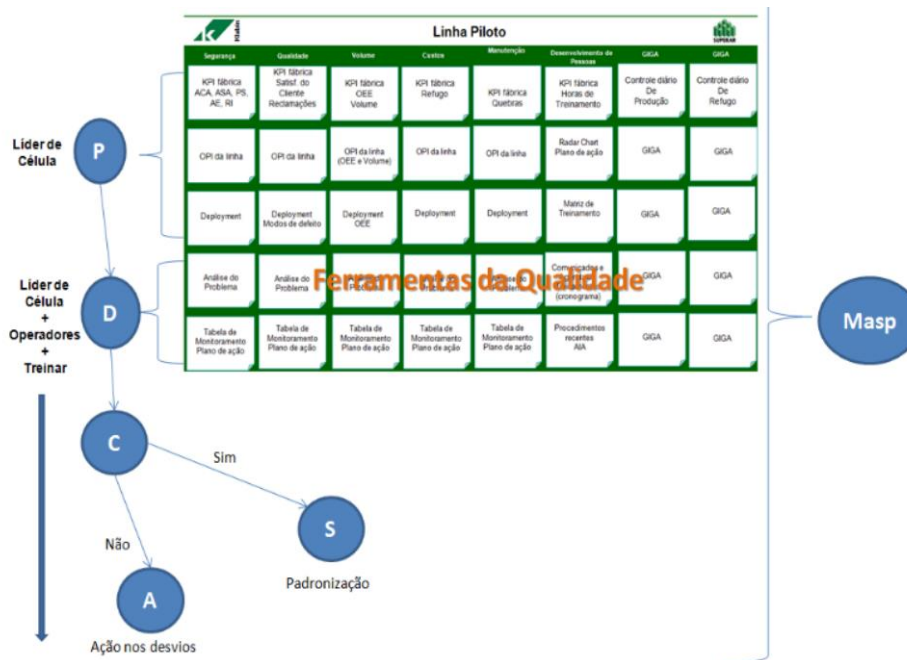 Klabin
Linha Piloto
SUPERAR
Segurança
Qualidade
Volume
Custos
Manutenção
Desenvolvimento de
Pessoas
GIGA
GIGA
KPI fábrica
ACA, ASA, PS,
AE, RI
KPI fábrica
Satisf. do
Cliente
Reclamações
KPI fábrica
OEE
Volume
KPI fábrica
Refugo
KPI fábrica
Quebras
KPI fábrica
Horas de
Treinamento
Controle diário
De
Produção
Controle diário
De
Refugo
Líder de
Célula
P
OPI da linha
OPI da linha
OPI da linha
(OEE e Volume)
OPI da linha
OPI da linha
Radar Chart
Plano de ação
GIGA
GIGA
Deployment
Deployment
Modos de defeito
Deployment
OEE
Deployment
Deployment
Matriz de
Treinamento
GIGA
GIGA
Líder de
Célula
+
Operadores
+
Treinar
D
Análise do
Problema
Análise do
Problema
Ferramentas da Qualidade
(cronograma)
GIGA
GIGA
Masp
Tabela de
Monitoramento
Plano de ação
Tabela de
Monitoramento
Plano de ação
Tabela de
Monitoramento
Plano de ação
Tabela de
Monitoramento
Plano de ação
Tabela de
Monitoramento
Plano de ação
Procedimentos
recentes
AIA
GIGA
GIGA
C
Sim
S
Padronização
Não
A
Ação nos desvios